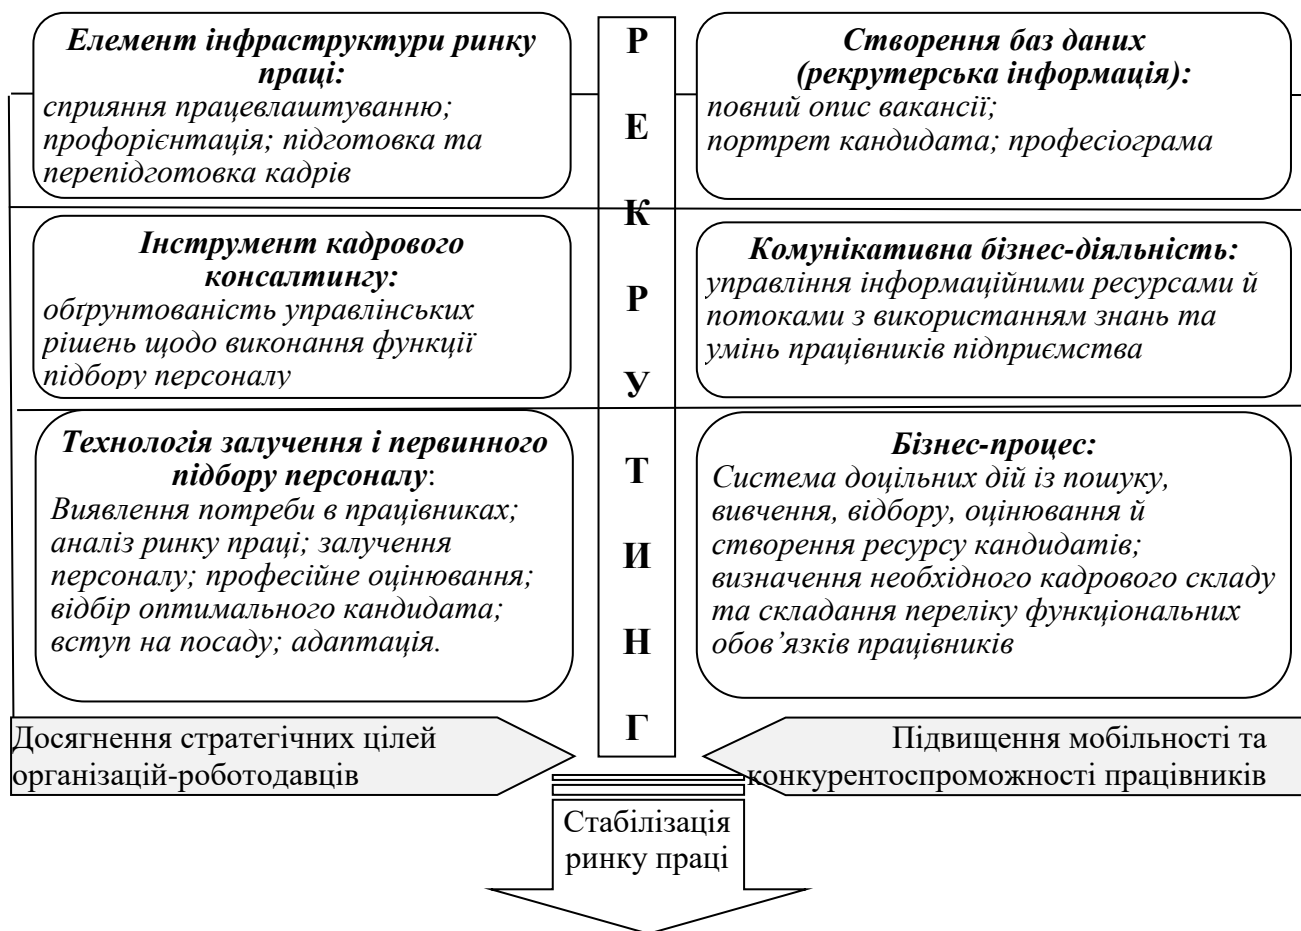 Елемент інфраструктури ринку
праці:
сприяння працевлаштуванню;
профорієнтація; підготовка та
перепідготовка кадрів
Р
Е
К
Р
У
Т
И
Н
Г
Створення баз даних
(рекрутерська інформація):
повний опис вакансії;
портрет кандидата; професіограма
Інструмент кадрового
консалтингу:
обґрунтованість управлінських
рішень щодо виконання функції
підбору персоналу
Комунікативна бізнес-діяльність:
управління інформаційними ресурсами й
потоками з використанням знань та
умінь працівників підприємства
Технологія залучення і первинного
підбору персоналу:
Виявлення потреби в працівниках;
аналіз ринку праці; залучення
персоналу; професійне оцінювання;
відбір оптимального кандидата;
вступ на посаду; адаптація.
Бізнес-процес:
Система доцільних дій із пошуку,
вивчення, відбору, оцінювання й
створення ресурсу кандидатів;
визначення необхідного кадрового складу
та складання переліку функціональних
обов’язків працівників
Досягнення стратегічних цілей
організацій-роботодавців
Підвищення мобільності та
конкурентоспроможності працівників
Стабілізація
ринку праці